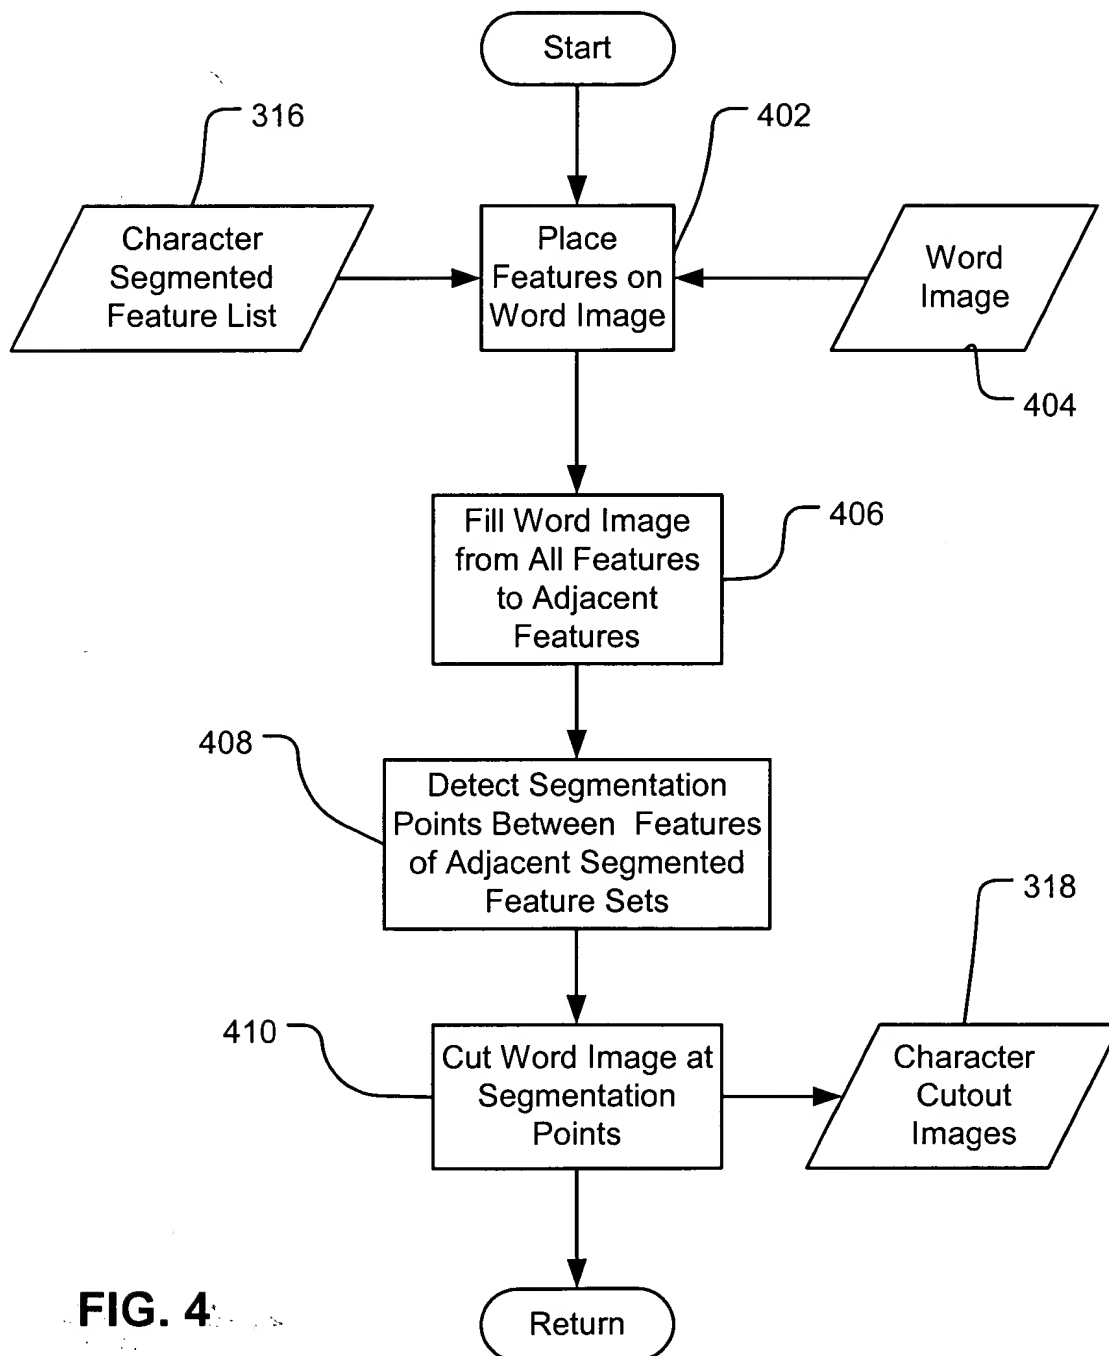 Start
316
402
Character
Segmented
Feature List
Place
Features on
Word Image
Word
Image
404
Fill Word Image
from All Features
to Adjacent
Features
406
408
Detect Segmentation
Points Between Features
of Adjacent Segmented
Feature Sets
318
410
Cut Word Image at
Segmentation
Points
Character
Cutout
Images
FIG. 4
Return